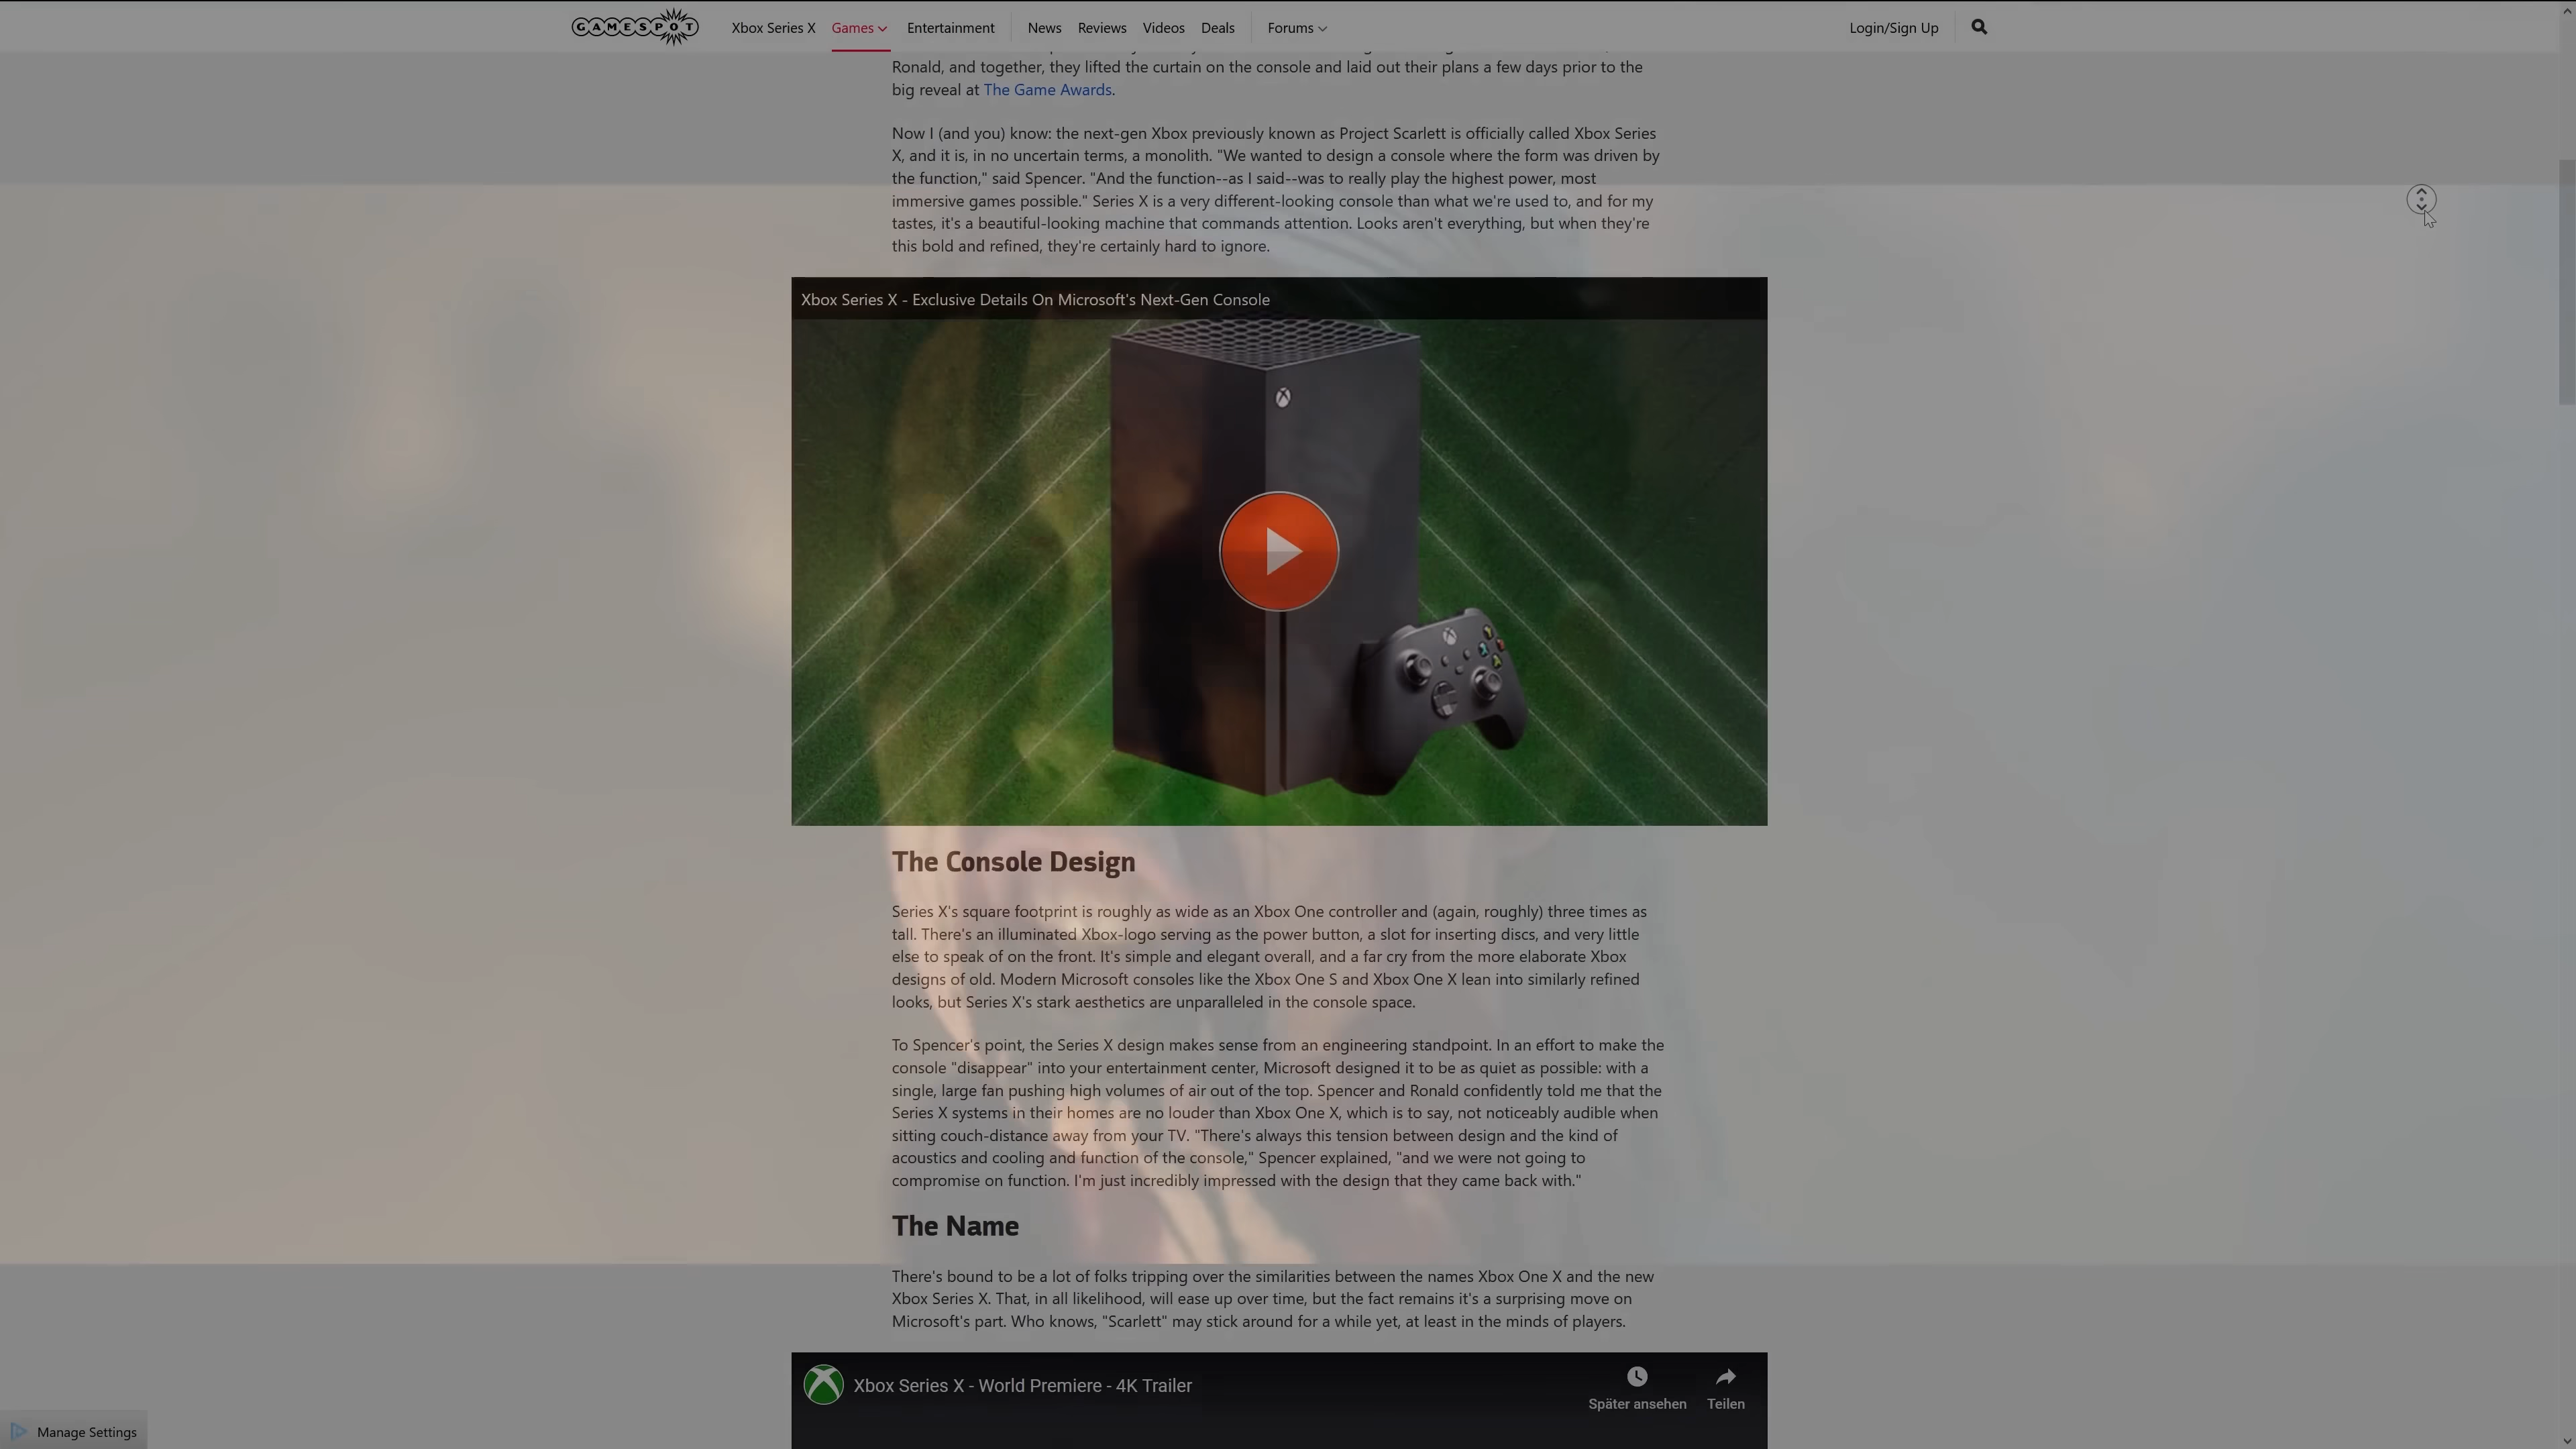 GAMESPOT Xbox Series X Games Entertainment News Reviews Videos Deals Forums Login/Sign Up
Ronald, and together, they lifted the curtain on the console and laid out their plans a few days prior to the
big reveal at The Game Awards.
Now I (and you) know: the next-gen Xbox previously known as Project Scarlett is officially called Xbox Series
X, and it is, in no uncertain terms, a monolith. "We wanted to design a console where the form was driven by
the function," said Spencer. "And the function--as I said--was to really play the highest power, most
immersive games possible." Series X is a very different-looking console than what we're used to, and for my
tastes, it's a beautiful-looking machine that commands attention. Looks aren't everything, but when they're
this bold and refined, they're certainly hard to ignore.
Xbox Series X - Exclusive Details On Microsoft's Next-Gen Console
The Console Design
Series X's square footprint is roughly as wide as an Xbox One controller and (again, roughly) three times as
tall. There's an illuminated Xbox-logo serving as the power button, a slot for inserting discs, and very little
else to speak of on the front. It's simple and elegant overall, and a far cry from the more elaborate Xbox
designs of old. Modern Microsoft consoles like the Xbox One S and Xbox One X lean into similarly refined
looks, but Series X's stark aesthetics are unparalleled in the console space.
To Spencer's point, the Series X design makes sense from an engineering standpoint. In an effort to make the
console "disappear" into your entertainment center, Microsoft designed it to be as quiet as possible: with a
single, large fan pushing high volumes of air out of the top. Spencer and Ronald confidently told me that the
Series X systems in their homes are no louder than Xbox One X, which is to say, not noticeably audible when
sitting couch-distance away from your TV. "There's always this tension between design and the kind of
acoustics and cooling and function of the console," Spencer explained, "and we were not going to
compromise on function. I'm just incredibly impressed with the design that they came back with."
The Name
There's bound to be a lot of folks tripping over the similarities between the names Xbox One X and the new
Xbox Series X. That, in all likelihood, will ease up over time, but the fact remains it's a surprising move on
Microsoft's part. Who knows, "Scarlett" may stick around for a while yet, at least in the minds of players.
Xbox Series X - World Premiere - 4K Trailer
Später ansehen Teilen
Manage Settings